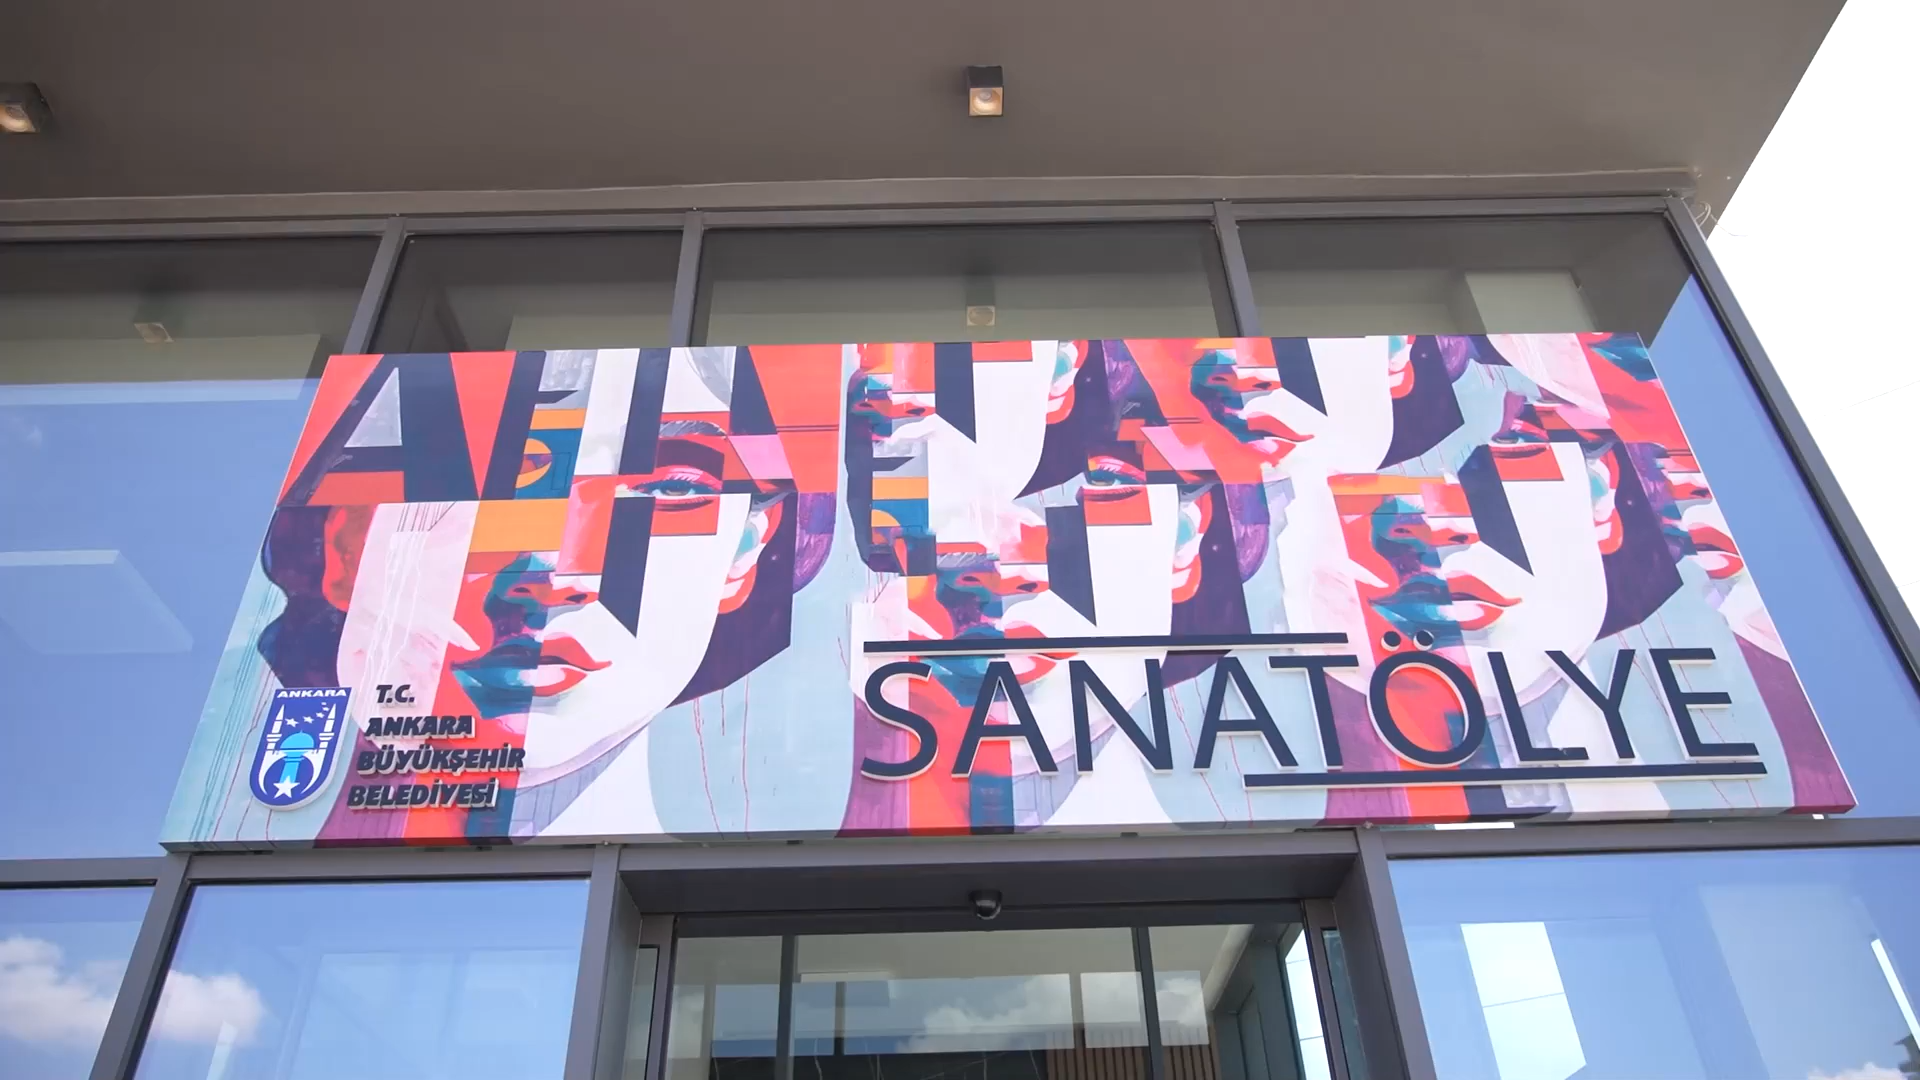 ANKARA
T.C.
ANKARA
BÜYÜKŞEHİR
BELEDİYESİ
SANATÖLYE